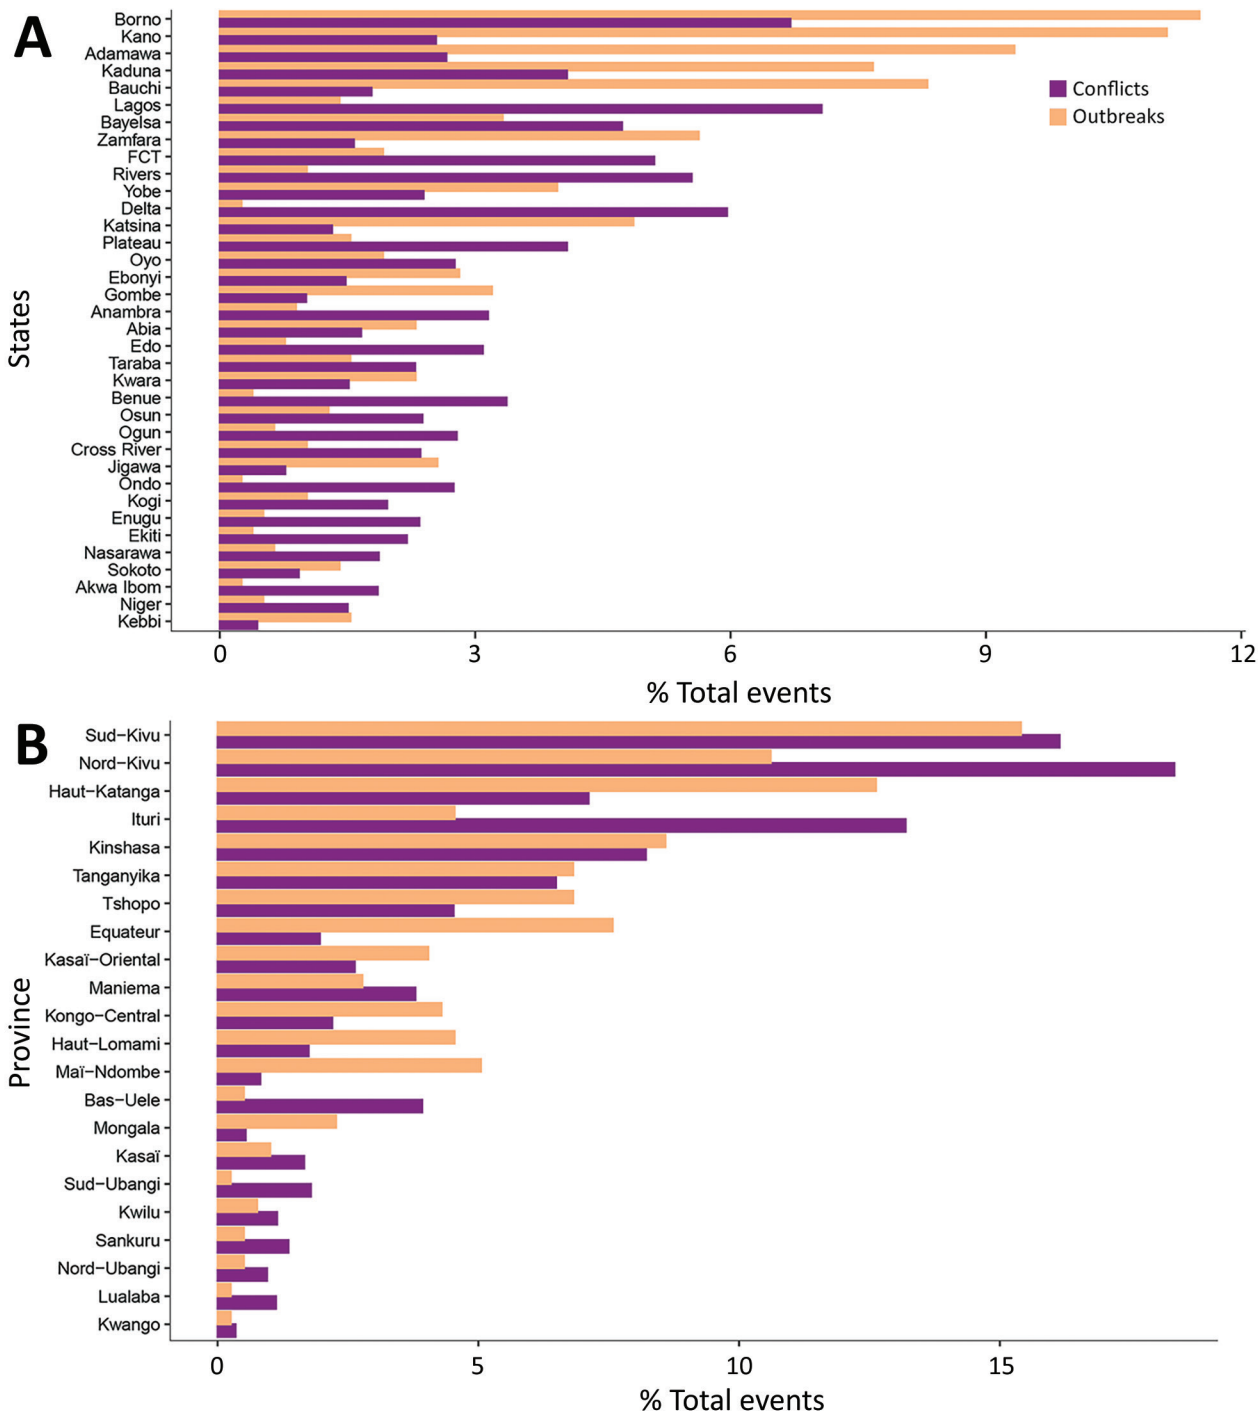 A
Borno
Kano
Adamawa
Kaduna
Bauchi
Lagos
Bayelsa
Zamfara
FCT
Rivers
Yobe
Delta
Katsina
Plateau
Oyo
Ebonyi
Gombe
Anambra
Abia
Edo
Taraba
Kwara
Benue
Osun
Ogun
Cross River
Jigawa
Ondo
Kogi
Enugu
Ekiti
Nasarawa
Sokoto
Akwa Ibom
Niger
Kebbi
States
Conflicts
Outbreaks
0 3 6 9 12
% Total events
B
Sud−Kivu
Nord−Kivu
Haut−Katanga
Ituri
Kinshasa
Tanganyika
Tshopo
Equateur
Kasaï−Oriental
Maniema
Kongo−Central
Haut−Lomami
Maï−Ndombe
Bas−Uele
Mongala
Kasaï
Sud−Ubangi
Kwilu
Sankuru
Nord−Ubangi
Lualaba
Kwango
Province
0 5 10 15
% Total events